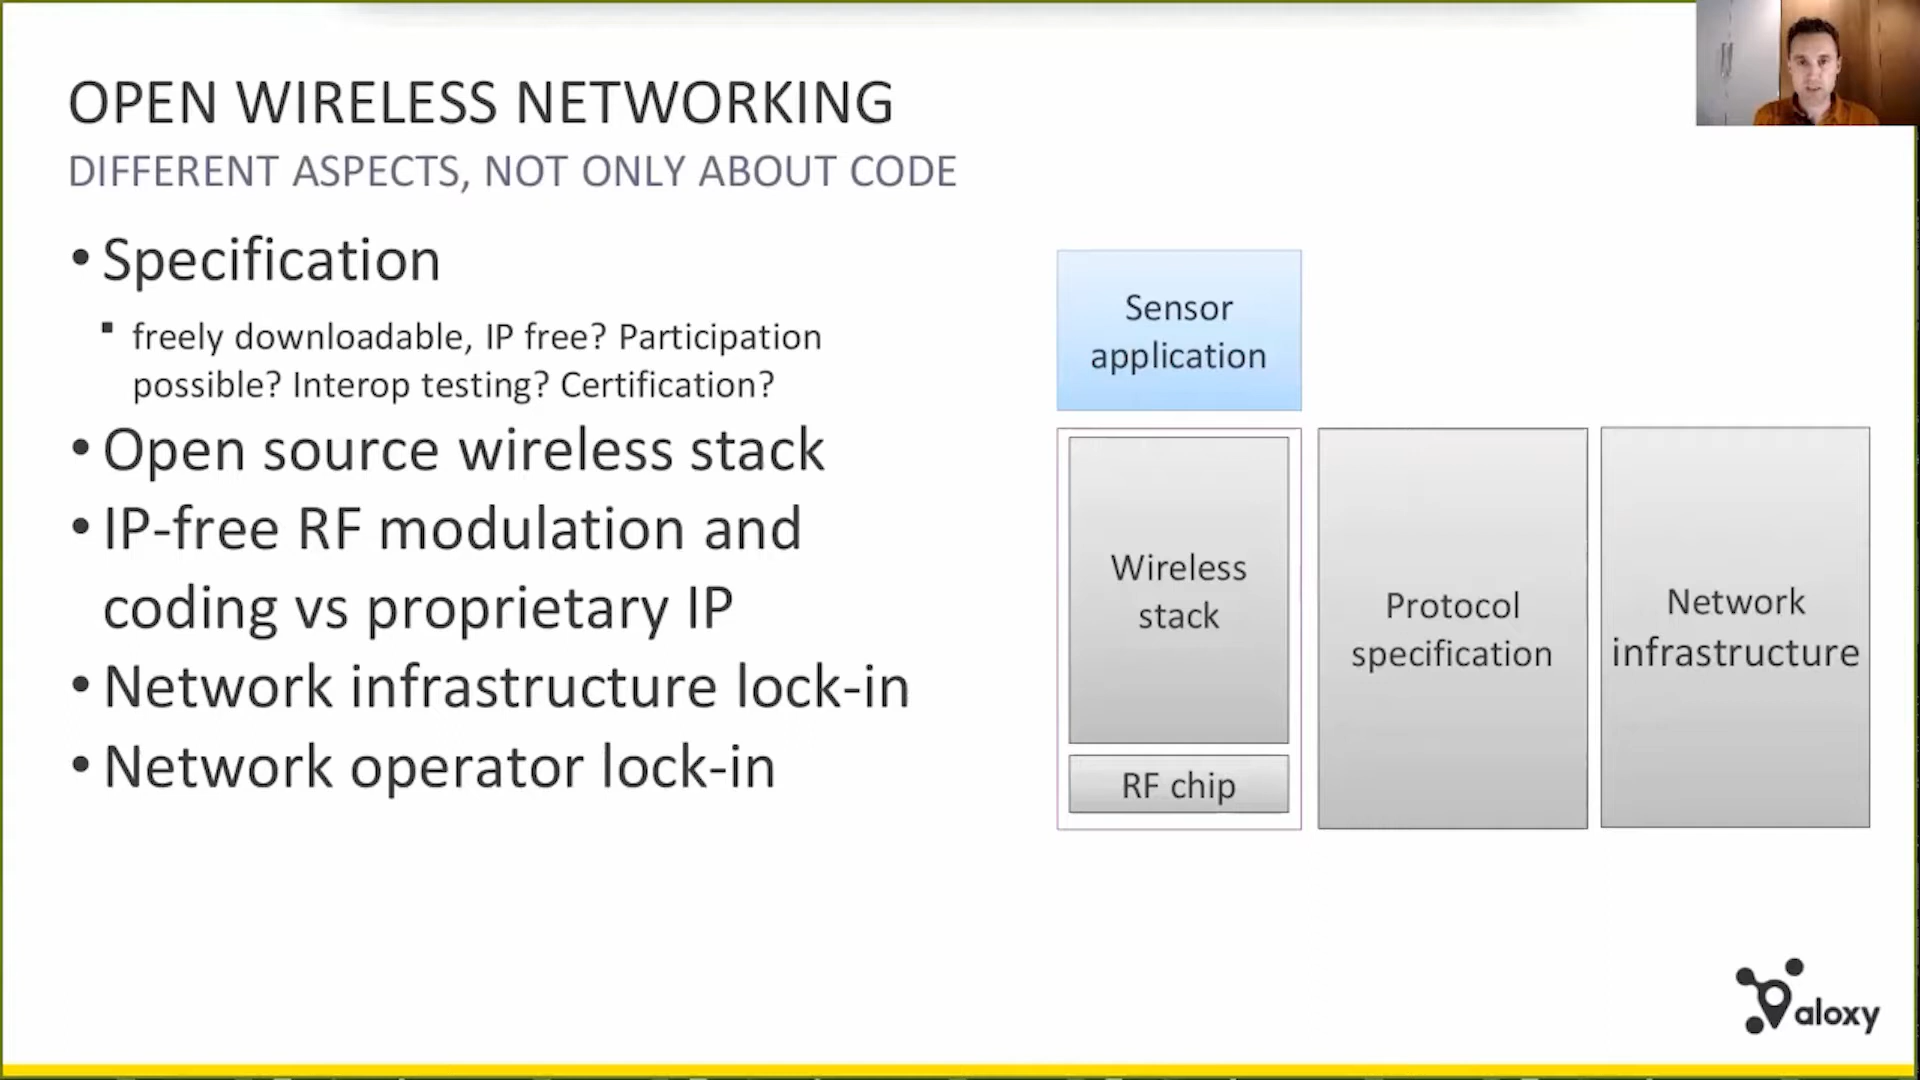 OPEN WIRELESS NETWORKING
DIFFERENT ASPECTS, NOT ONLY ABOUT CODE
• Specification
▪ freely downloadable, IP free? Participation
possible? Interop testing? Certification?
• Open source wireless stack
• IP-free RF modulation and
coding vs proprietary IP
• Network infrastructure lock-in
• Network operator lock-in
Sensor
application
Wireless
stack
RF chip
Protocol
specification
Network
infrastructure
aloxy